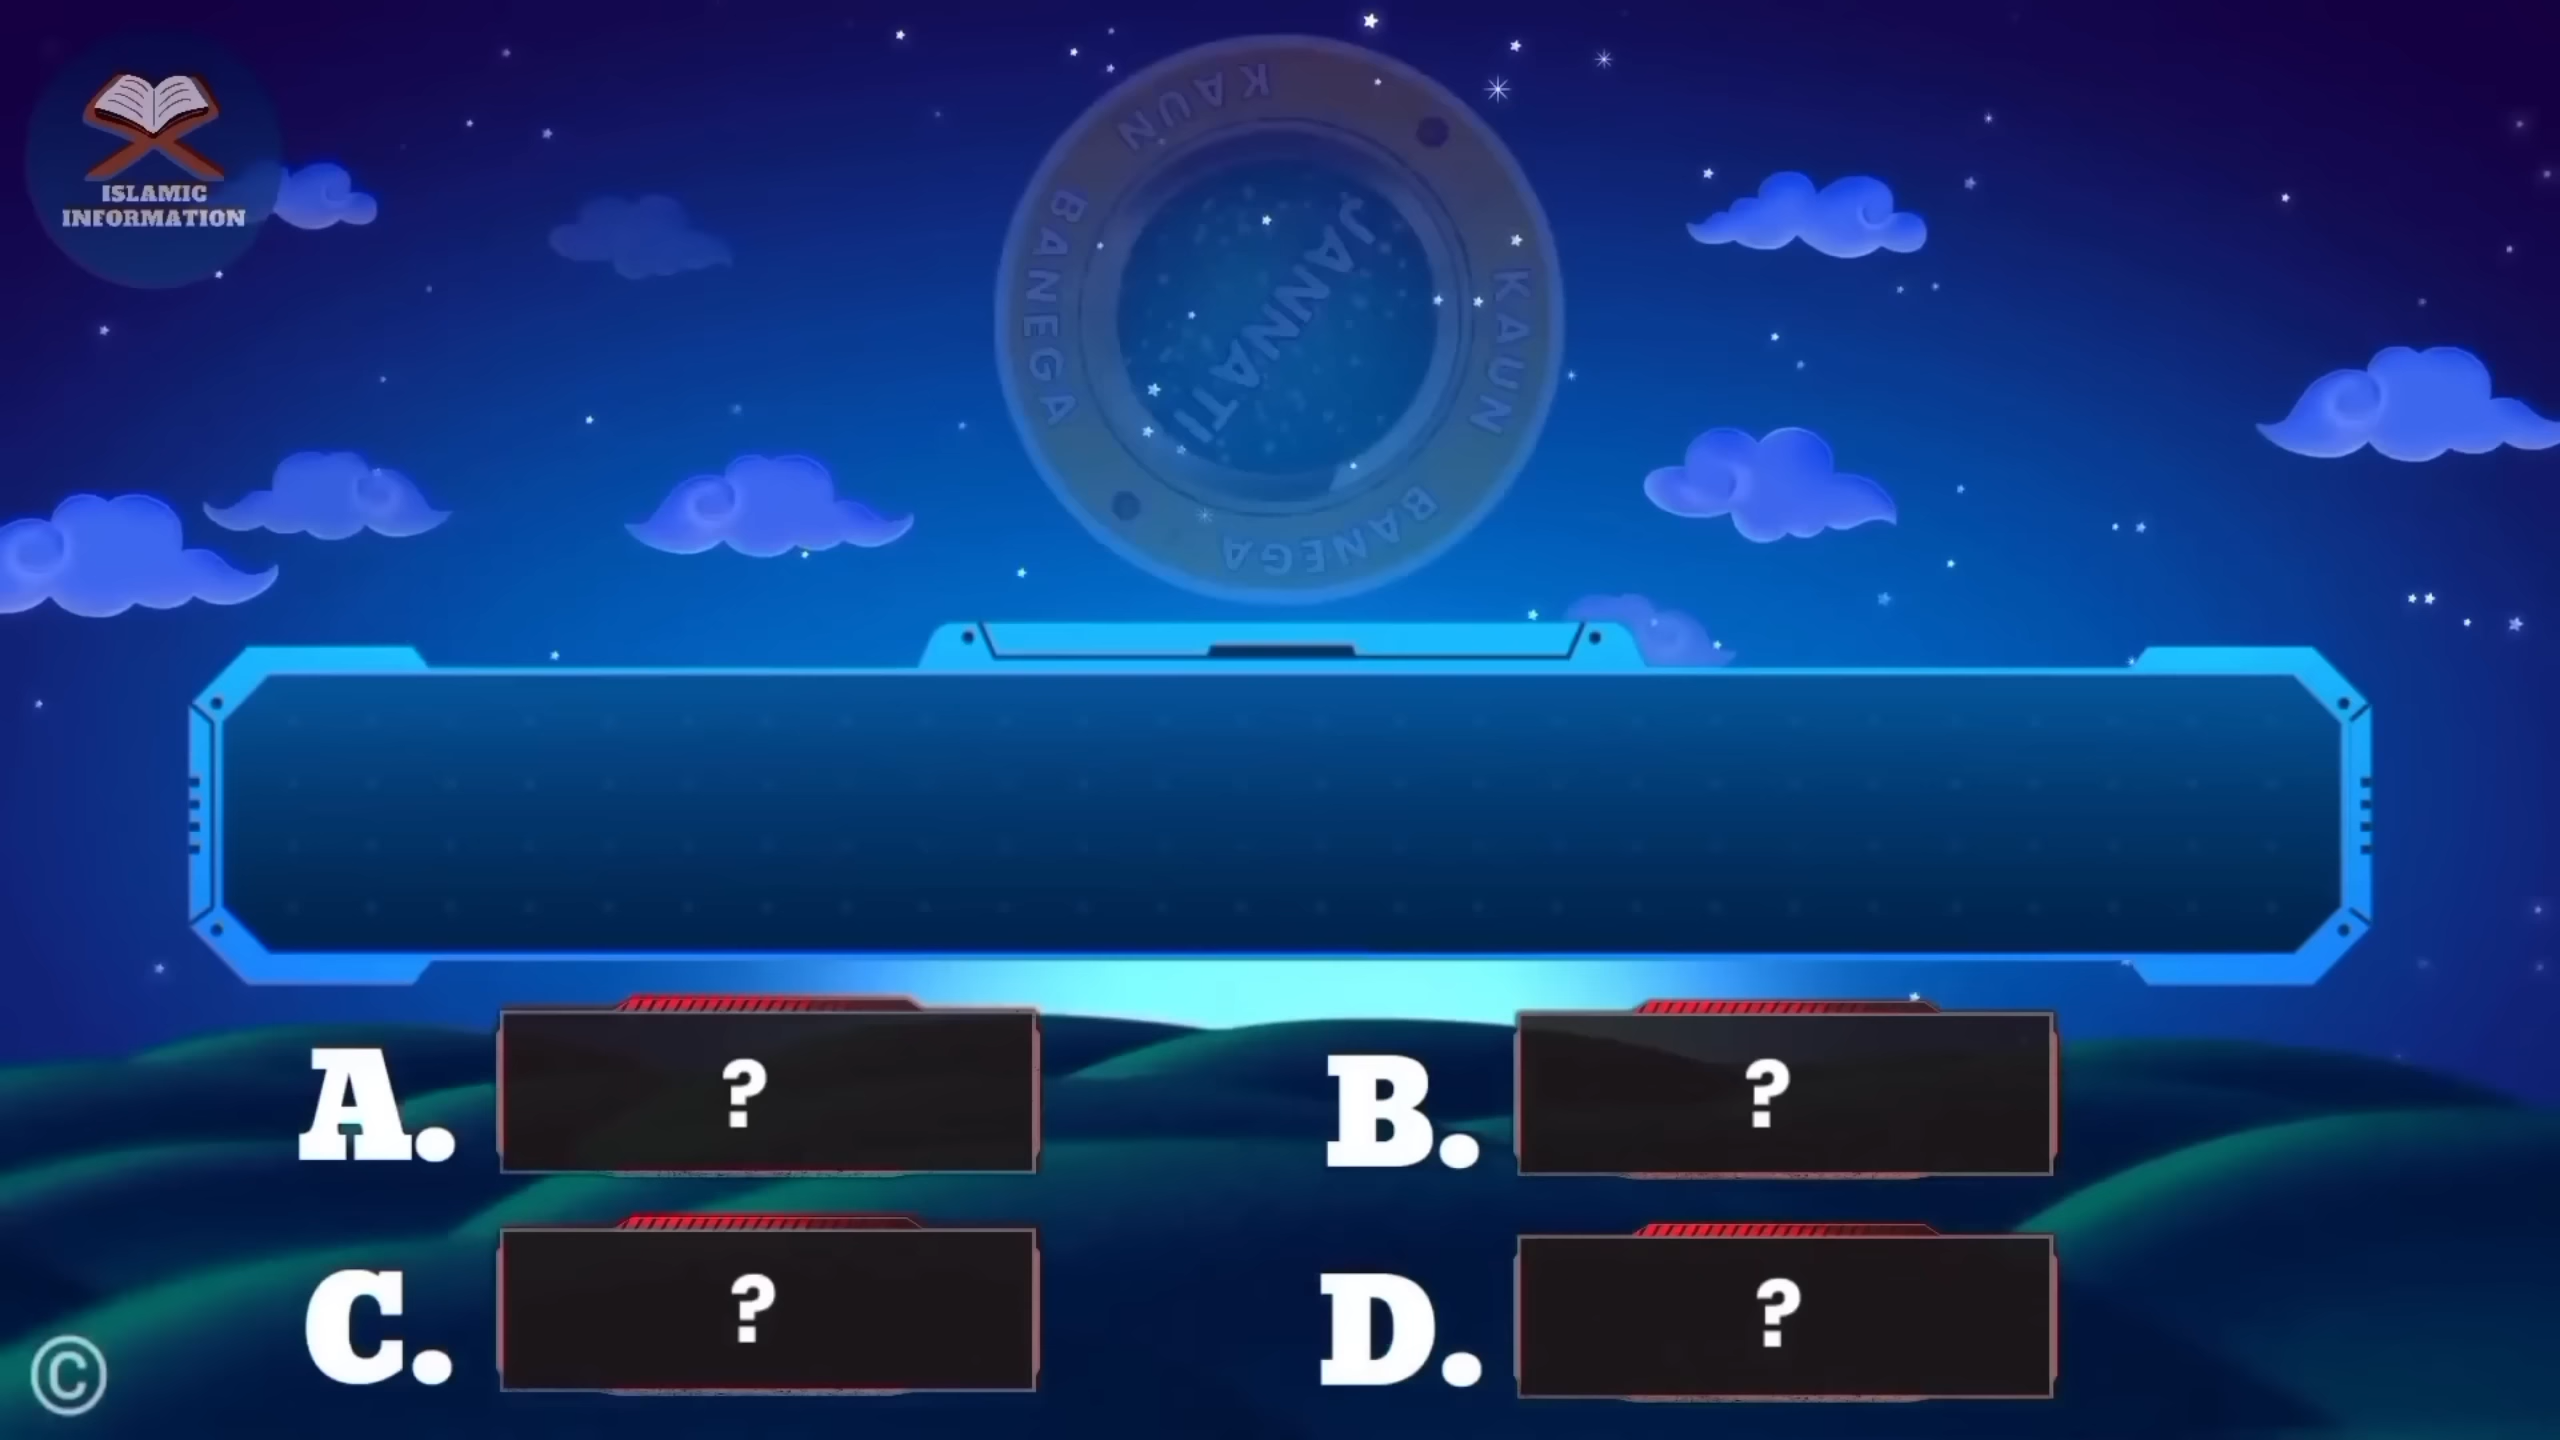 ISLAMIC
INFORMATION
KAUN
BANEGA
JANNATI
KAUN
BANEGA
A. ?
B. ?
C. ?
D. ?
©